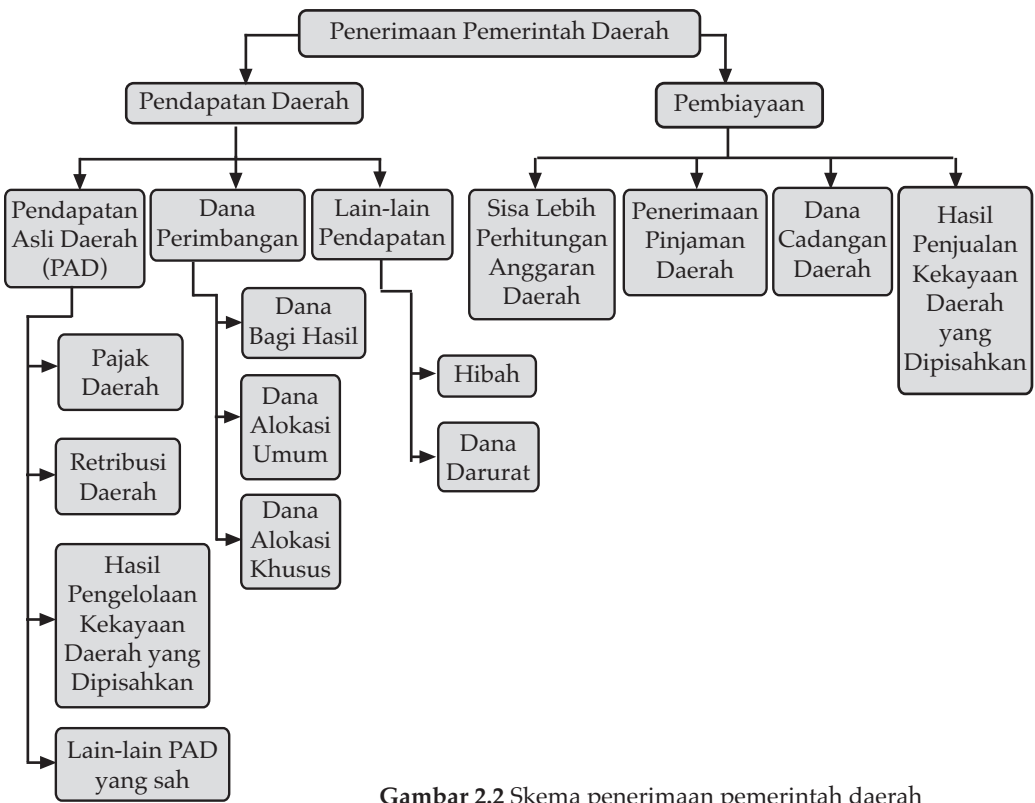 Penerimaan Pemerintah Daerah
Pendapatan Daerah
Pembiayaan
Pendapatan
Asli Daerah
(PAD)
Dana
Perimbangan
Lain-lain
Pendapatan
Sisa Lebih
Perhitungan
Anggaran
Daerah
Penerimaan
Pinjaman
Daerah
Dana
Cadangan
Daerah
Hasil
Penjualan
Kekayaan
Daerah
yang
Dipisahkan
Pajak
Daerah
Retribusi
Daerah
Hasil
Pengelolaan
Kekayaan
Daerah yang
Dipisahkan
Lain-lain PAD
yang sah
Dana
Bagi Hasil
Dana
Alokasi
Umum
Dana
Alokasi
Khusus
Hibah
Dana
Darurat
Gambar 2.2 Skema penerimaan pemerintah daerah